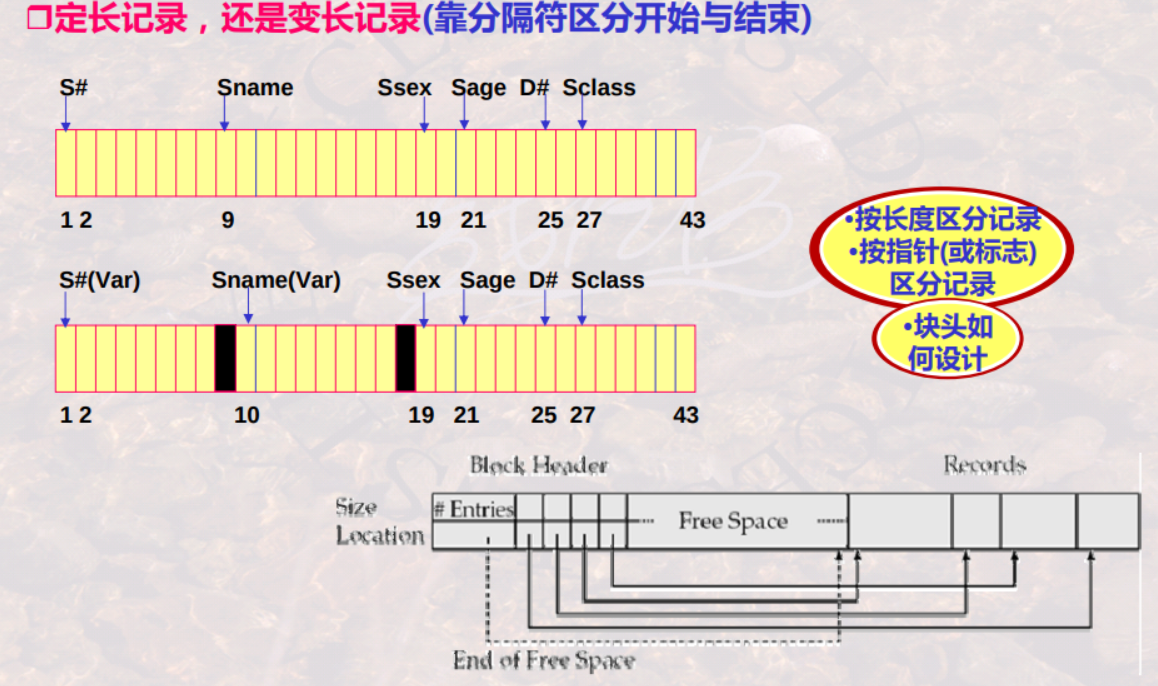 ❒定长记录，还是变长记录(靠分隔符区分开始与结束)
S# Sname Ssex Sage D# Sclass
1 2 9 19 21 25 27 43
•按长度区分记录
•按指针(或标志)
区分记录
•块头如
何设计
S#(Var) Sname(Var) Ssex Sage D# Sclass
1 2 10 19 21 25 27 43
Block Header Records
Size
# Entries
Free Space
Location
End of Free Space